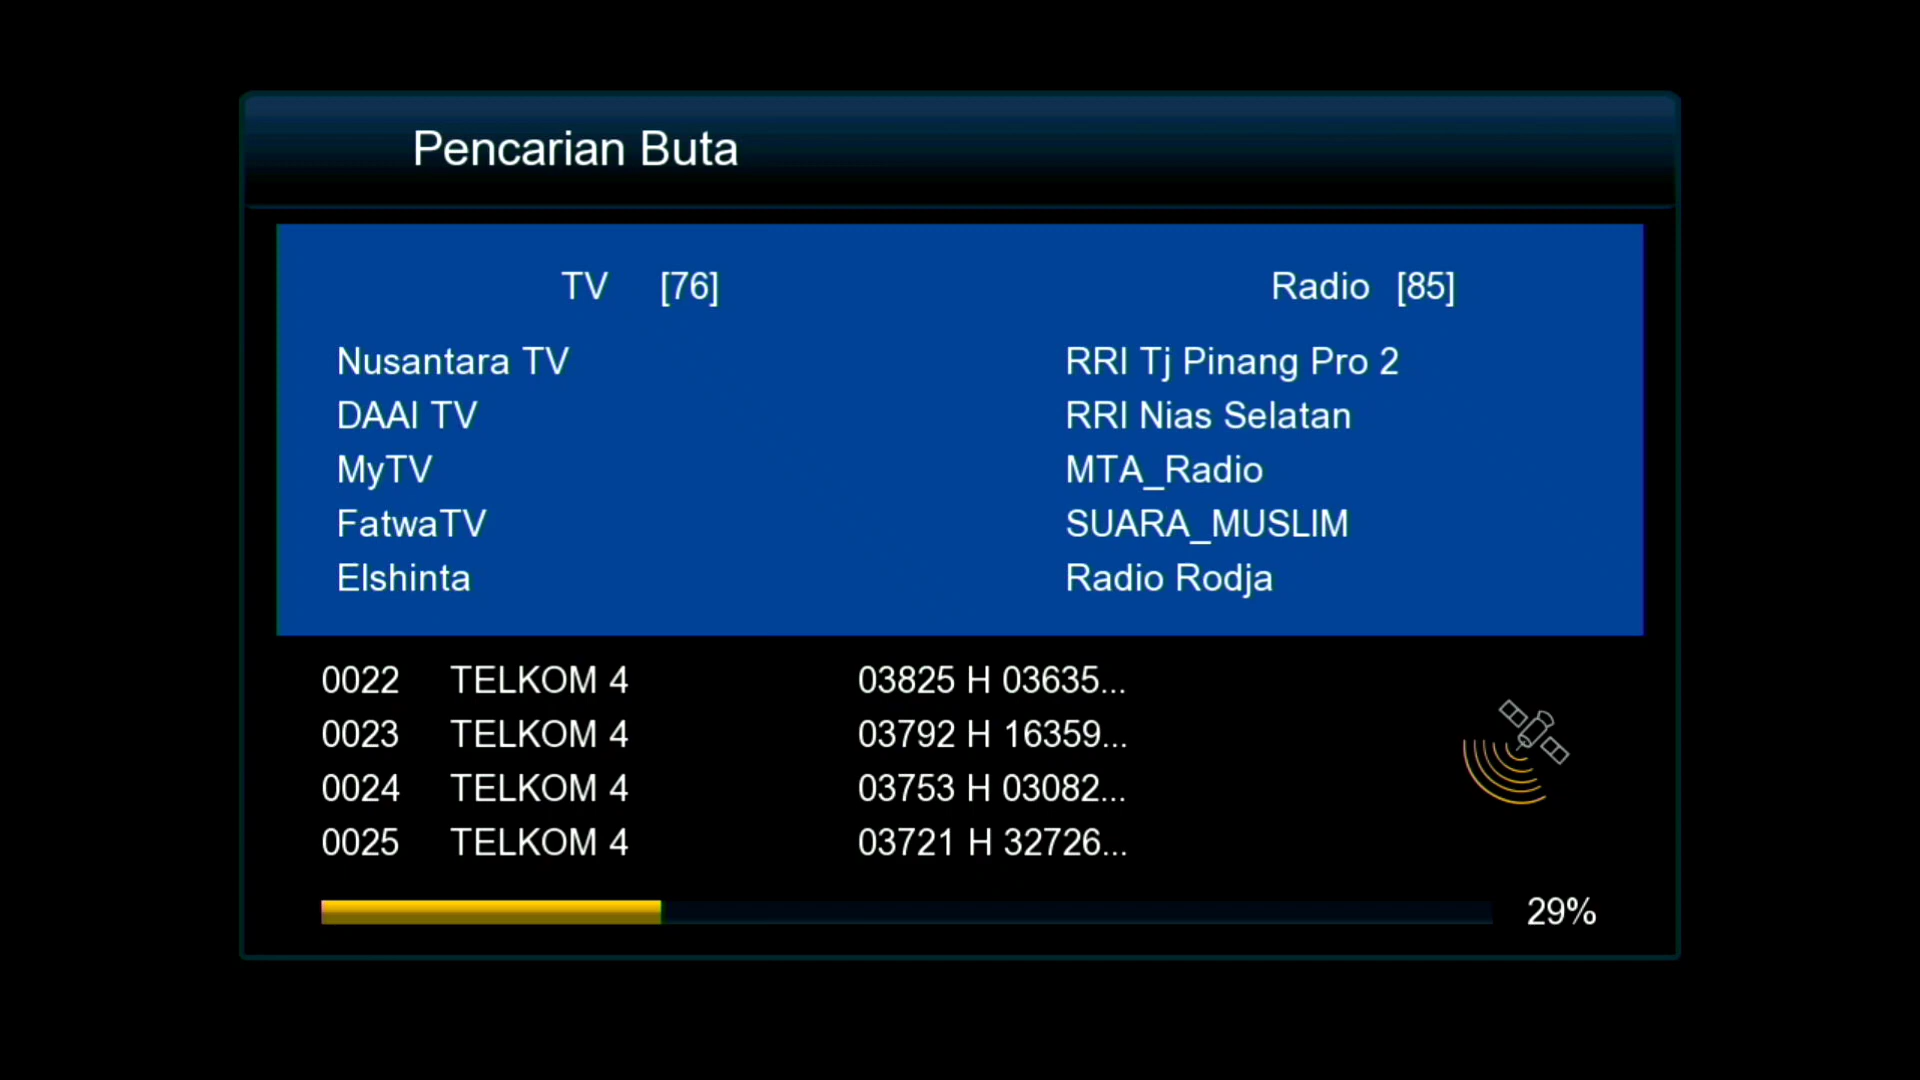 Pencarian Buta
TV [76]
Radio [85]
Nusantara TV
DAAI TV
MyTV
FatwaTV
Elshinta
RRI Tj Pinang Pro 2
RRI Nias Selatan
MTA_Radio
SUARA_MUSLIM
Radio Rodja
0022 TELKOM 4 03825 H 03635...
0023 TELKOM 4 03792 H 16359...
0024 TELKOM 4 03753 H 03082...
0025 TELKOM 4 03721 H 32726...
29%